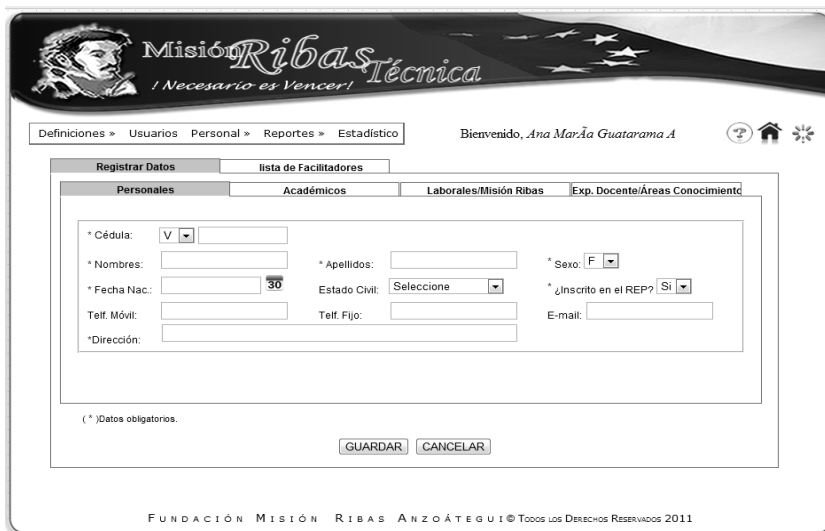 Misión Ribas Técnica
! Necesario es Vencer!
Definiciones » Usuarios Personal » Reportes » Estadístico
Bienvenido, Ana MarÃa Guatarama A
?
Registrar Datos lista de Facilitadores
Personales Académicos Laborales/Misión Ribas Exp. Docente/Áreas Conocimiento
* Cédula: V
* Nombres: * Apellidos: * Sexo: F
* Fecha Nac.: 30 Estado Civil: Seleccione * ¿Inscrito en el REP? Si
Telf. Móvil: Telf. Fijo: E-mail:
*Dirección:
( * )Datos obligatorios.
GUARDAR CANCELAR
FUNDACIÓN MISIÓN RIBAS ANZOÁTEGUI© TODOS LOS DERECHOS RESERVADOS 2011